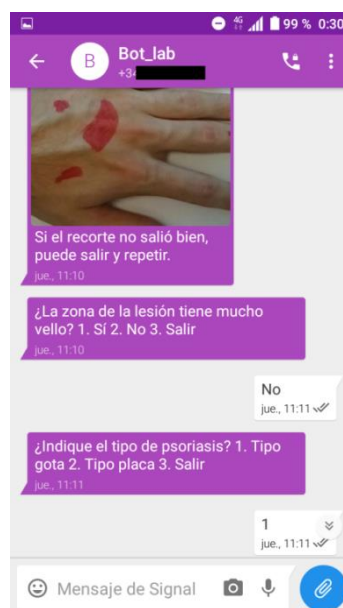 4G 99 % 0:30
B Bot_lab
+34
Si el recorte no salió bien,
puede salir y repetir.
jue., 11:10
¿La zona de la lesión tiene mucho
vello? 1. Sí 2. No 3. Salir
jue., 11:10
No
jue., 11:11
¿Indique el tipo de psoriasis? 1. Tipo
gota 2. Tipo placa 3. Salir
jue., 11:11
1
jue., 11:11
Mensaje de Signal